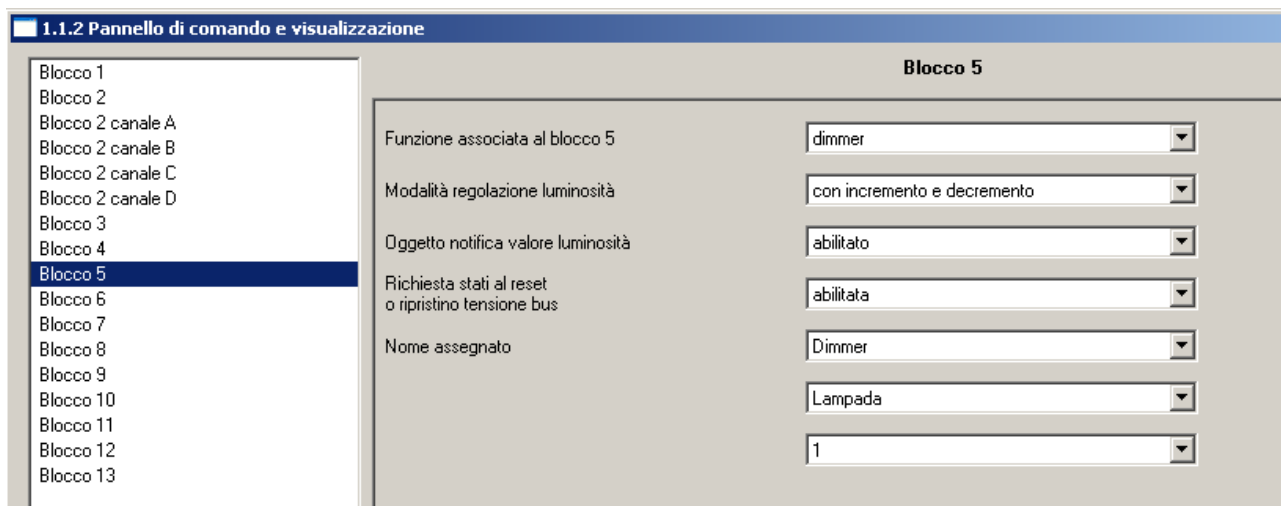 1.1.2 Pannello di comando e visualizzazione
Blocco 1
Blocco 2
Blocco 2 canale A
Blocco 2 canale B
Blocco 2 canale C
Blocco 2 canale D
Blocco 3
Blocco 4
Blocco 5
Blocco 6
Blocco 7
Blocco 8
Blocco 9
Blocco 10
Blocco 11
Blocco 12
Blocco 13
Blocco 5
Funzione associata al blocco 5 dimmer
Modalità regolazione luminosità con incremento e decremento
Oggetto notifica valore luminosità abilitato
Richiesta stati al reset
o ripristino tensione bus abilitata
Nome assegnato Dimmer
Lampada
1